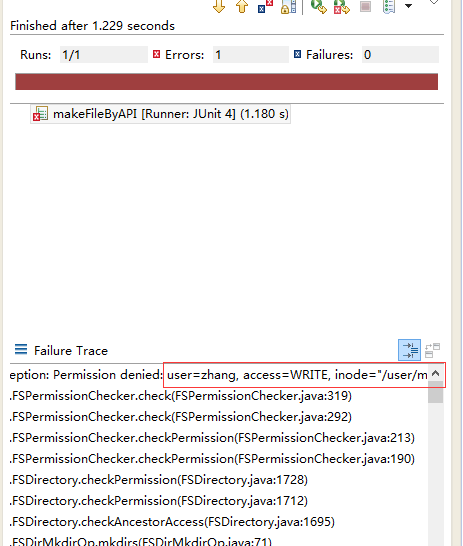 Finished after 1.229 seconds
Runs: 1/1 Errors: 1 Failures: 0
makeFileByAPI [Runner: JUnit 4] (1.180 s)
Failure Trace
eption: Permission denied: user=zhang, access=WRITE, inode="/user/m
.FSPermissionChecker.check(FSPermissionChecker.java:319)
.FSPermissionChecker.check(FSPermissionChecker.java:292)
.FSPermissionChecker.checkPermission(FSPermissionChecker.java:213)
.FSPermissionChecker.checkPermission(FSPermissionChecker.java:190)
.FSDirectory.checkPermission(FSDirectory.java:1728)
.FSDirectory.checkPermission(FSDirectory.java:1712)
.FSDirectory.checkAncestorAccess(FSDirectory.java:1695)
.FSDirMkdirOp.mkdirs(FSDirMkdirOp.java:71)